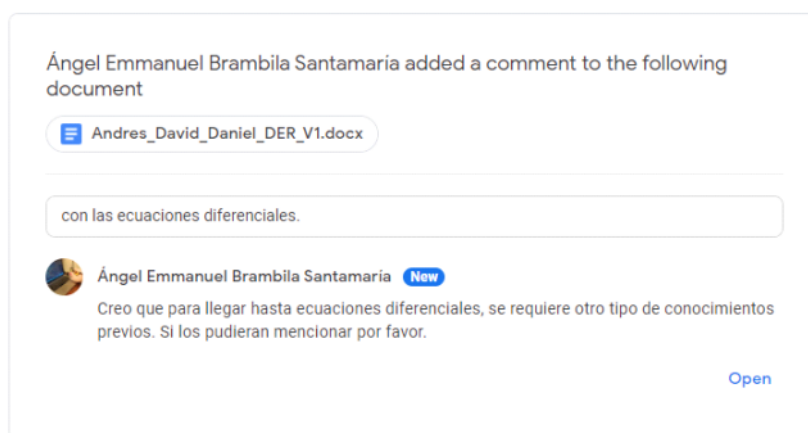 Ángel Emmanuel Brambila Santamaría added a comment to the following
document
Andres_David_Daniel_DER_V1.docx
con las ecuaciones diferenciales.
Ángel Emmanuel Brambila Santamaría New
Creo que para llegar hasta ecuaciones diferenciales, se requiere otro tipo de conocimientos
previos. Si los pudieran mencionar por favor.
Open